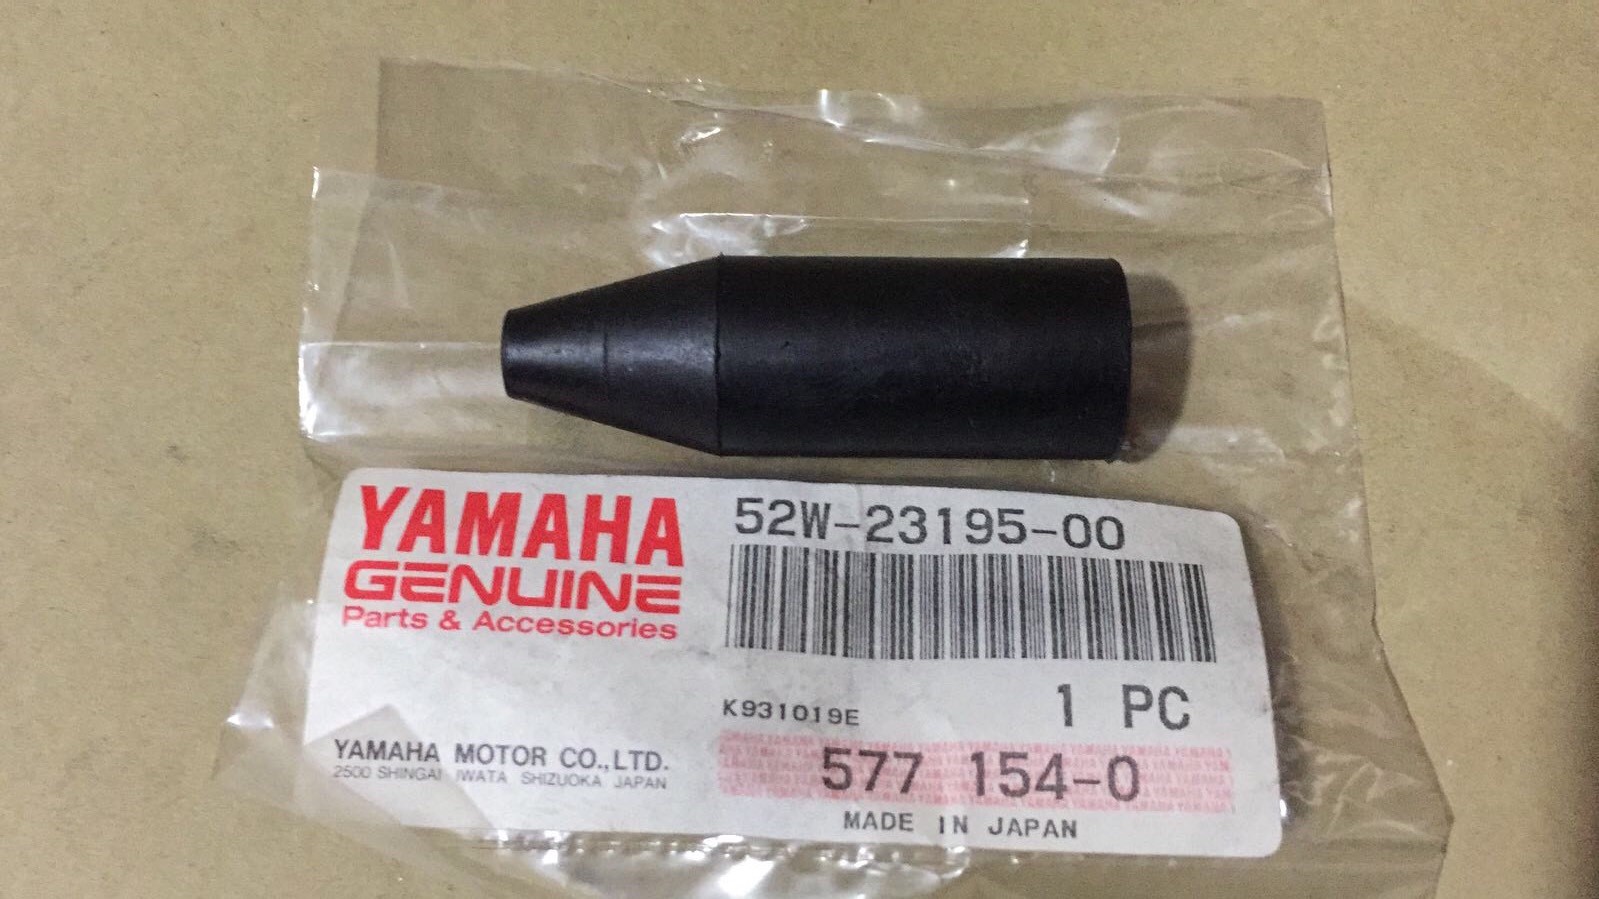 YAMAHA
GENUINE
Parts & Accessories
52W-23195-00
K931019E
1 PC
YAMAHA MOTOR CO.,LTD.
2500 SHINGAI IWATA SHIZUOKA JAPAN
577 154-0
MADE IN JAPAN